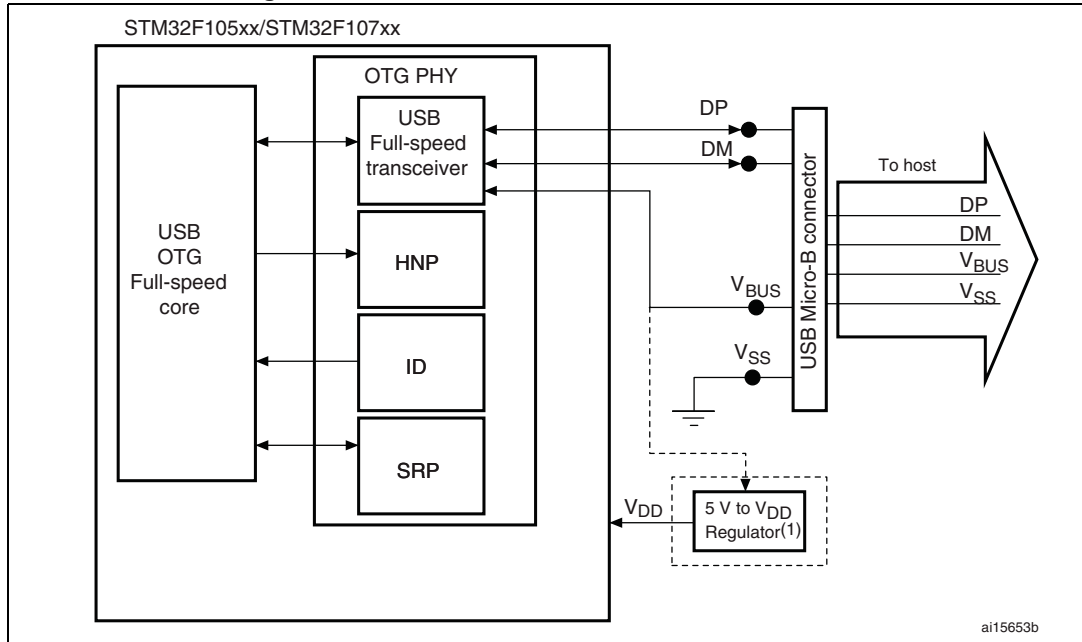 STM32F105xx/STM32F107xx
OTG PHY
USB
Full-speed
transceiver
USB
OTG
Full-speed
core
HNP
ID
SRP
DP
DM
VBUS
VSS
USB Micro-B connector
To host
DP
DM
VBUS
VSS
VDD
5 V to VDD
Regulator(1)
ai15653b